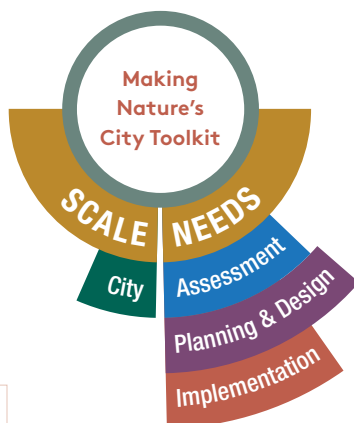 Making
Nature's
City Toolkit
SCALE
NEEDS
City
Assessment
Planning & Design
Implementation